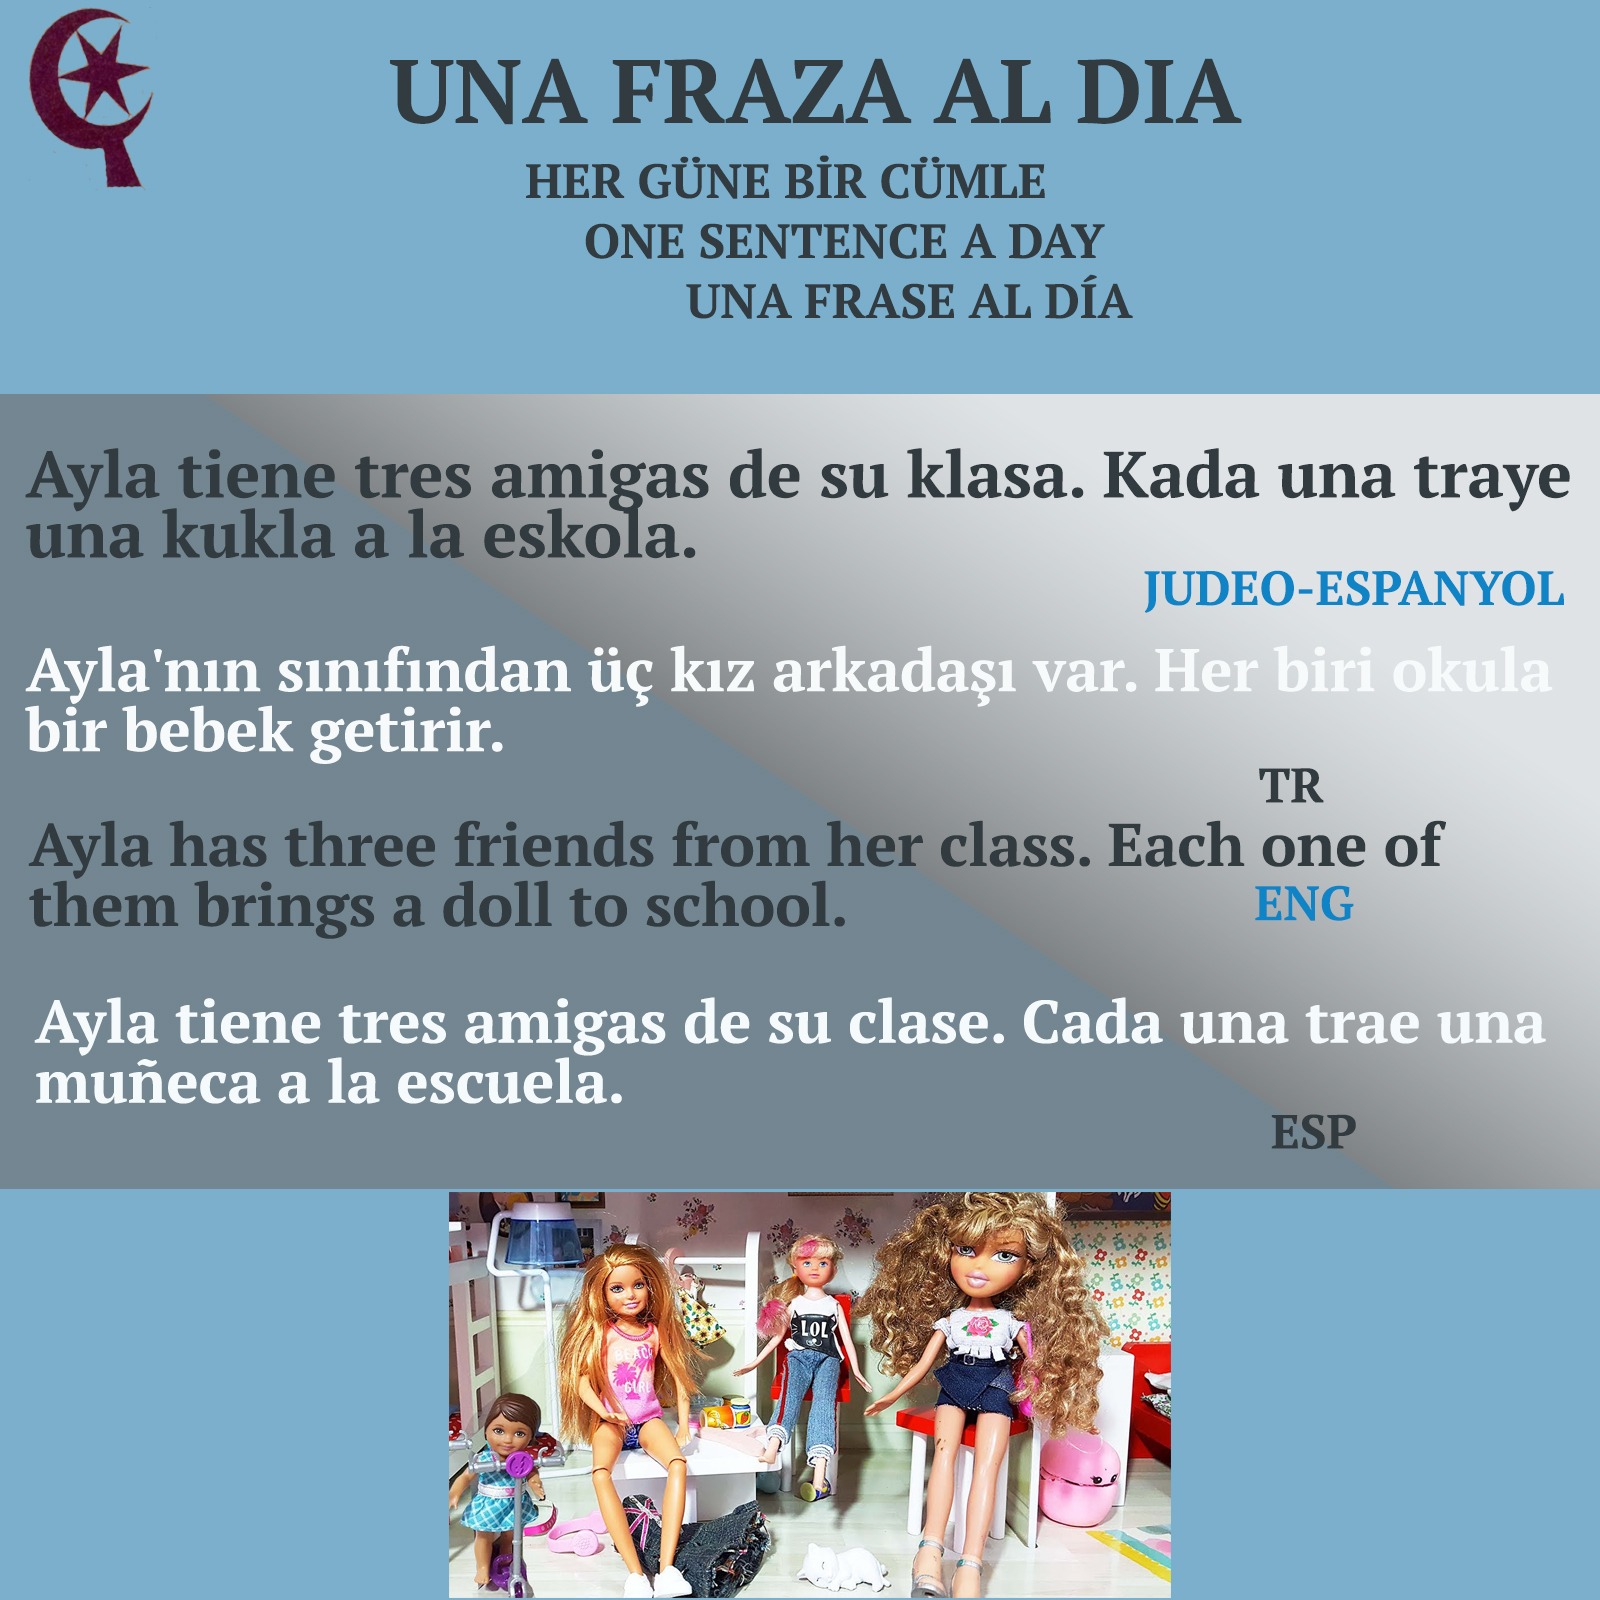 UNA FRAZA AL DIA
HER GÜNE BİR CÜMLE
ONE SENTENCE A DAY
UNA FRASE AL DÍA
Ayla tiene tres amigas de su klasa. Kada una traye
una kukla a la eskola.
JUDEO-ESPANYOL
Ayla'nın sınıfından üç kız arkadaşı var. Her biri okula
bir bebek getirir.
TR
Ayla has three friends from her class. Each one of
them brings a doll to school.
ENG
Ayla tiene tres amigas de su clase. Cada una trae una
muñeca a la escuela.
ESP
BEACH
GIRL
LOL